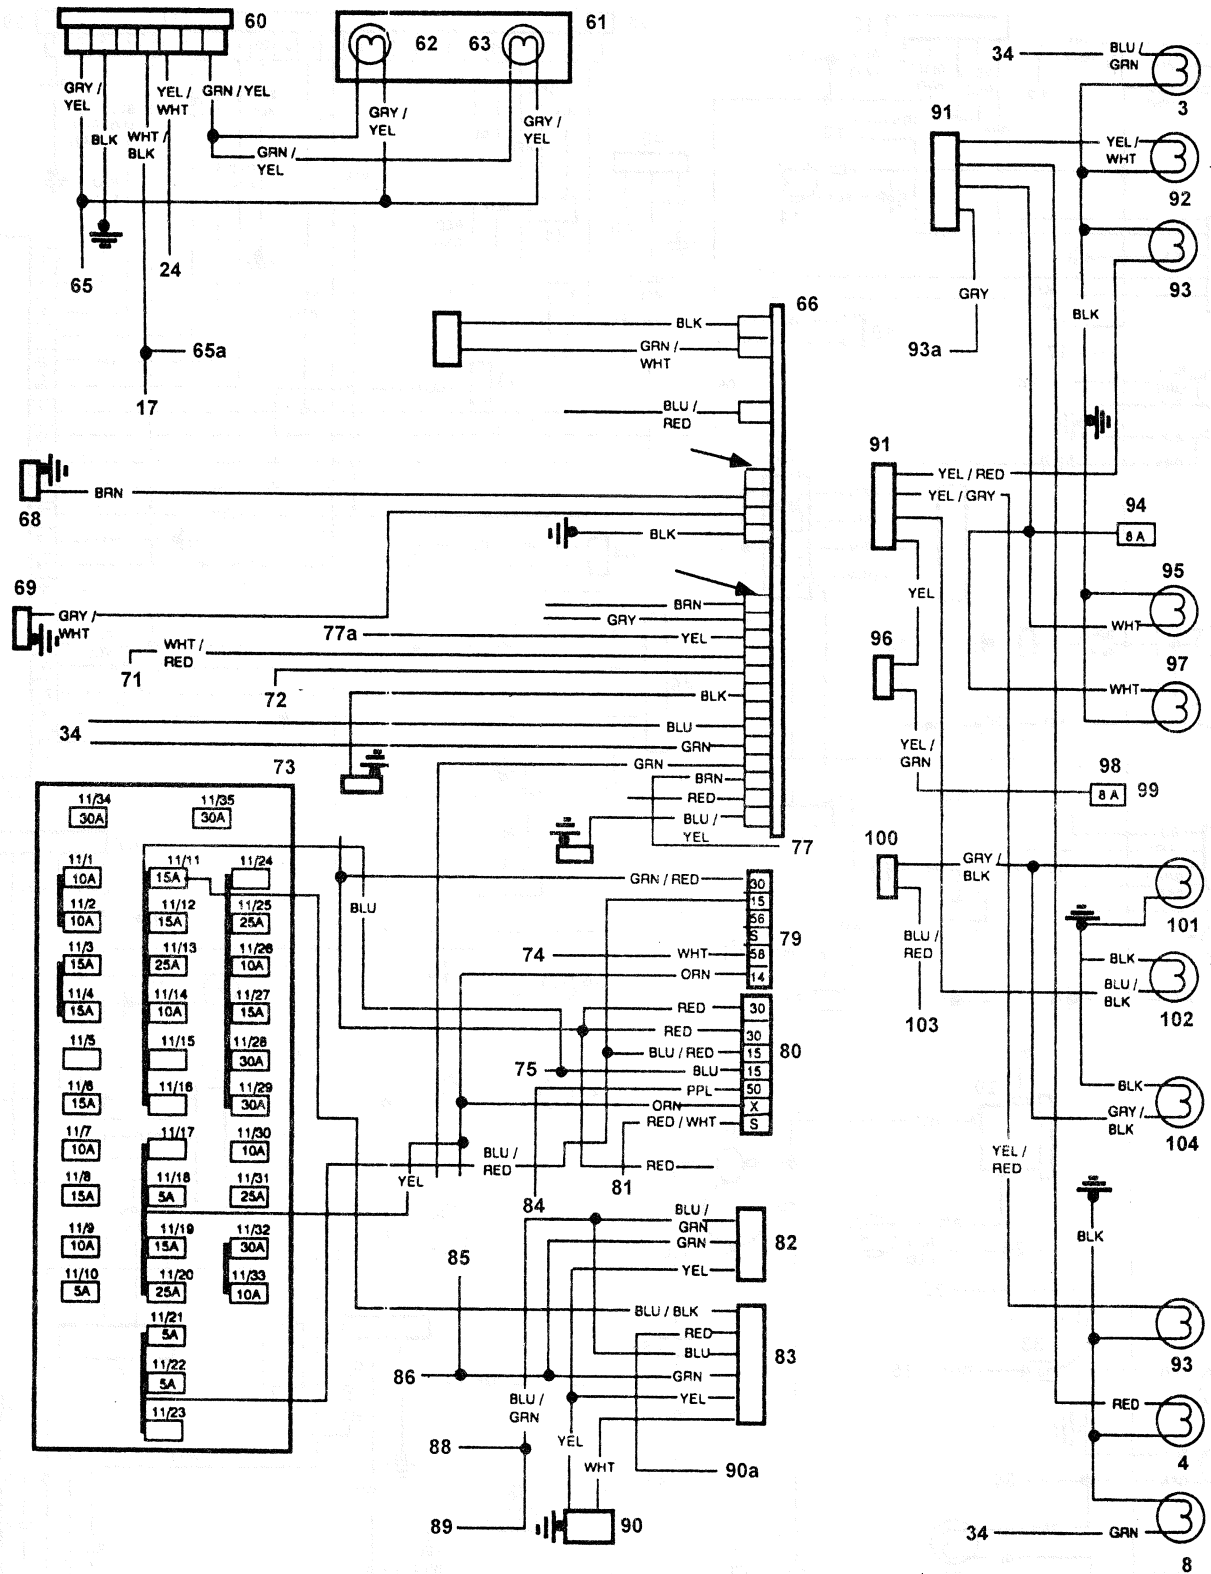 60
GRY / YEL
BLK
WHT / BLK
YEL / WHT
GRN / YEL
GRN / YEL
65
24
65a
17
61
62
63
GRY / YEL
GRY / YEL
66
BLK
GRN / WHT
BLU / RED
68
BRN
BLK
69
GRY / WHT
BRN
GRY
77a
YEL
WHT / RED
71
72
BLK
34
BLU
GRN
GRN
BRN
RED
BLU / YEL
77
73
11/34
30A
11/35
30A
11/1
10A
11/2
10A
11/3
15A
11/4
15A
11/5
11/6
15A
11/7
10A
11/8
15A
11/9
10A
11/10
5A
11/11
15A
11/12
15A
11/13
25A
11/14
10A
11/15
11/16
11/17
11/18
5A
11/19
15A
11/20
25A
11/21
5A
11/22
5A
11/23
11/24
11/25
25A
11/26
10A
11/27
15A
11/28
30A
11/29
30A
11/30
10A
11/31
25A
11/32
30A
11/33
10A
BLU
GRN / RED
30
15
56
S
58
14
79
74
WHT
ORN
RED
30
RED
30
BLU / RED
15
75
BLU
15
PPL
50
ORN
X
RED / WHT
S
80
BLU / RED
YEL
RED
81
84
BLU / GRN
GRN
YEL
82
85
BLU / BLK
RED
BLU
GRN
YEL
83
86
BLU / GRN
88
YEL
WHT
90a
89
90
34
BLU / GRN
3
91
YEL / WHT
92
93
GRY
93a
BLK
91
YEL / RED
YEL / GRY
94
8 A
YEL
95
WHT
96
97
WHT
YEL / GRN
98
8 A
99
100
GRY / BLK
101
BLU / RED
BLK
BLU / BLK
102
103
BLK
GRY / BLK
104
YEL / RED
BLK
93
RED
4
34
GRN
8